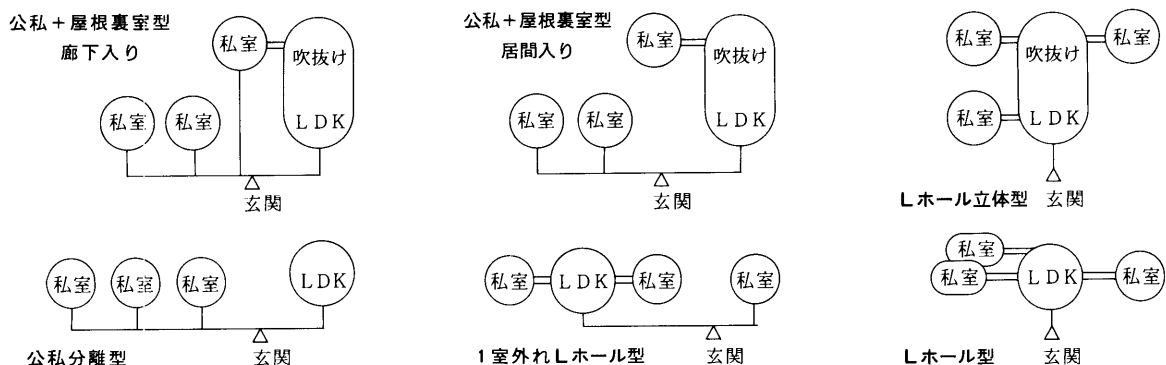 公私＋屋根裏室型
廊下入り
私室
吹抜け
私室
私室
LDK
玄関
公私＋屋根裏室型
居間入り
私室
吹抜け
私室
私室
LDK
玄関
私室
吹抜け
私室
私室
LDK
Lホール立体型
玄関
私室
私室
私室
LDK
公私分離型
玄関
私室
LDK
私室
私室
1室外れLホール型
玄関
私室
私室
LDK
私室
Lホール型
玄関